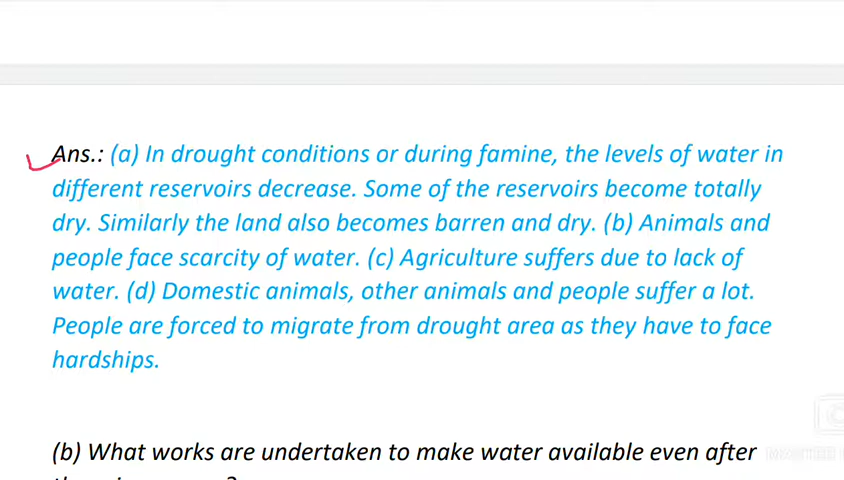 Ans.: (a) In drought conditions or during famine, the levels of water in
different reservoirs decrease. Some of the reservoirs become totally
dry. Similarly the land also becomes barren and dry. (b) Animals and
people face scarcity of water. (c) Agriculture suffers due to lack of
water. (d) Domestic animals, other animals and people suffer a lot.
People are forced to migrate from drought area as they have to face
hardships.
(b) What works are undertaken to make water available even after